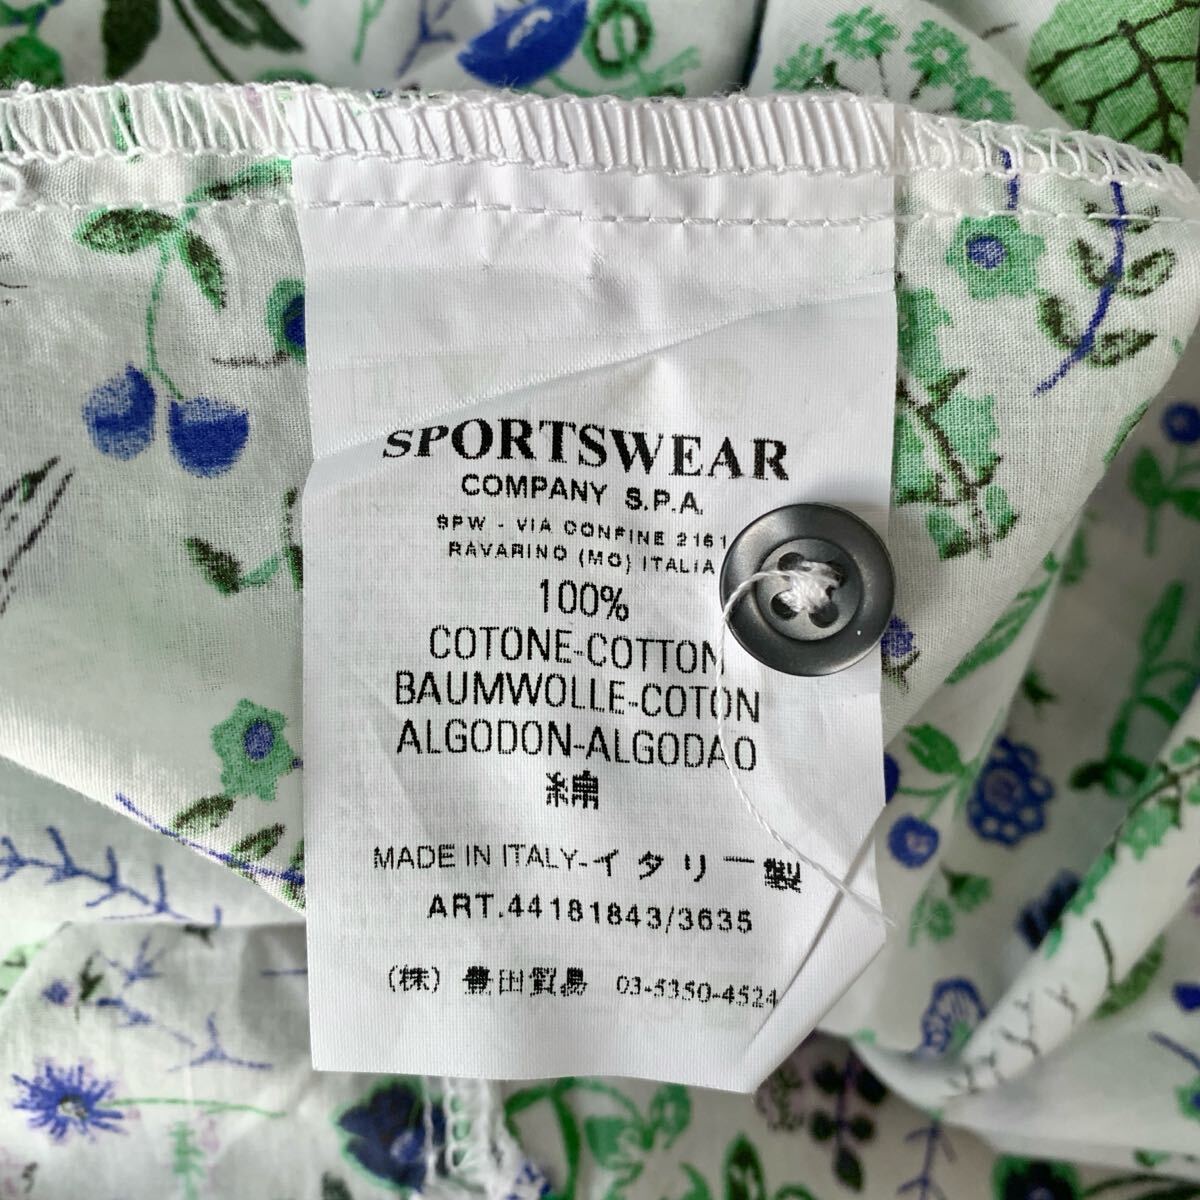 SPORTSWEAR
COMPANY S.P.A.
SPW - VIA CONFINE 2161
RAVARINO (MO) ITALIA
100%
COTONE-COTTON
BAUMWOLLE-COTON
ALGODON-ALGODAO
綿
MADE IN ITALY-イタリー製
ART.44181843/3635
(株) 豊田貿易 03-5350-4524